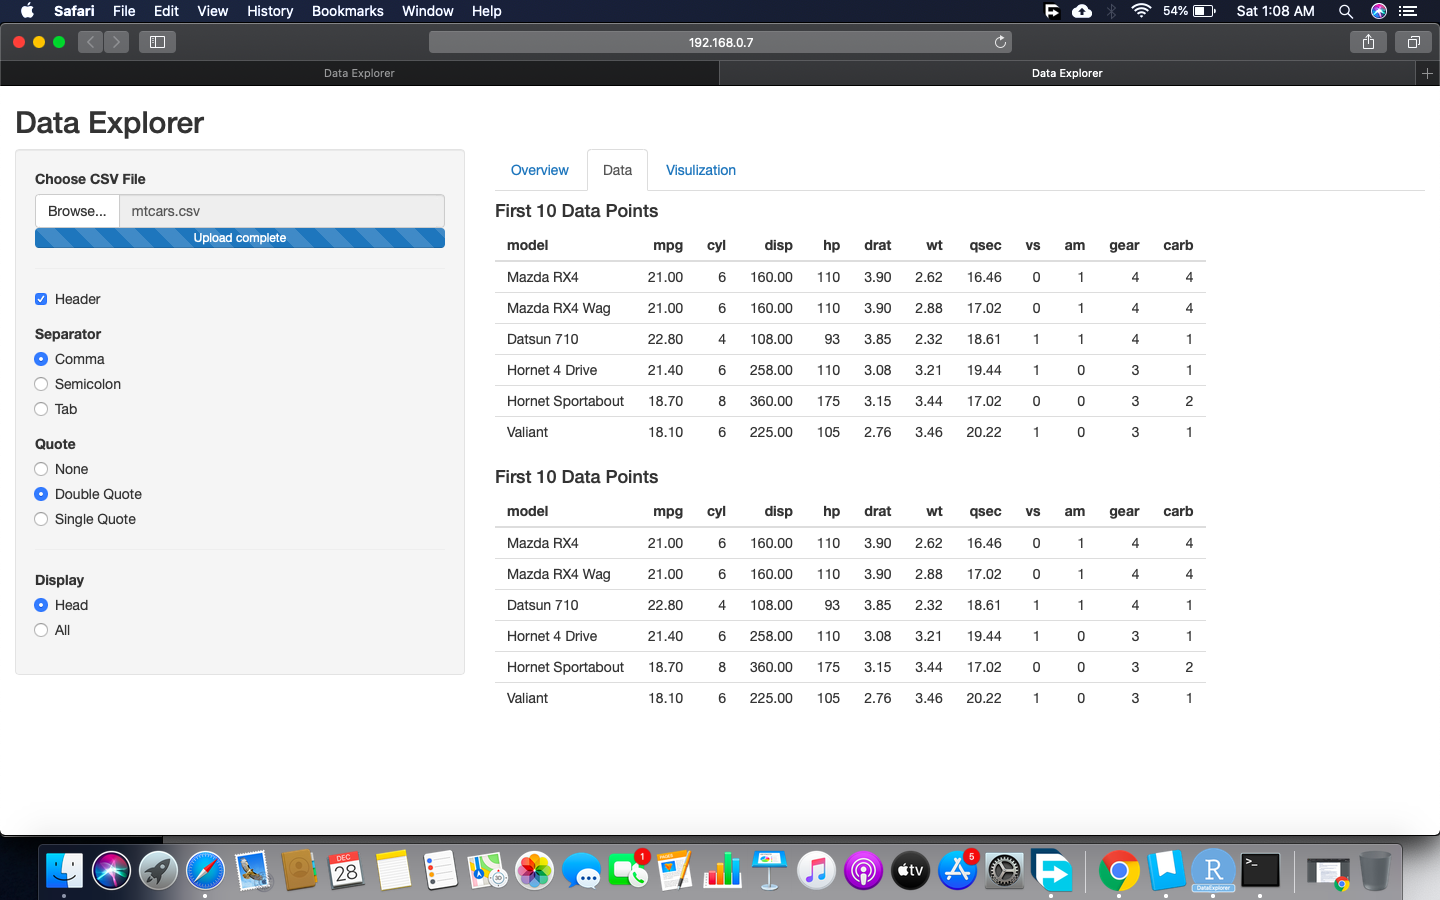 Safari File Edit View History Bookmarks Window Help 54% Sat 1:08 AM
192.168.0.7
Data Explorer Data Explorer
Data Explorer
Choose CSV File
Browse... mtcars.csv
Upload complete
Header
Separator
Comma
Semicolon
Tab
Quote
None
Double Quote
Single Quote
Display
Head
All
Overview Data Visulization
First 10 Data Points
model mpg cyl disp hp drat wt qsec vs am gear carb
Mazda RX4 21.00 6 160.00 110 3.90 2.62 16.46 0 1 4 4
Mazda RX4 Wag 21.00 6 160.00 110 3.90 2.88 17.02 0 1 4 4
Datsun 710 22.80 4 108.00 93 3.85 2.32 18.61 1 1 4 1
Hornet 4 Drive 21.40 6 258.00 110 3.08 3.21 19.44 1 0 3 1
Hornet Sportabout 18.70 8 360.00 175 3.15 3.44 17.02 0 0 3 2
Valiant 18.10 6 225.00 105 2.76 3.46 20.22 1 0 3 1
First 10 Data Points
model mpg cyl disp hp drat wt qsec vs am gear carb
Mazda RX4 21.00 6 160.00 110 3.90 2.62 16.46 0 1 4 4
Mazda RX4 Wag 21.00 6 160.00 110 3.90 2.88 17.02 0 1 4 4
Datsun 710 22.80 4 108.00 93 3.85 2.32 18.61 1 1 4 1
Hornet 4 Drive 21.40 6 258.00 110 3.08 3.21 19.44 1 0 3 1
Hornet Sportabout 18.70 8 360.00 175 3.15 3.44 17.02 0 0 3 2
Valiant 18.10 6 225.00 105 2.76 3.46 20.22 1 0 3 1
DEC
28
3D
1
PAGES
tv
5
R
DataExplorer
>_